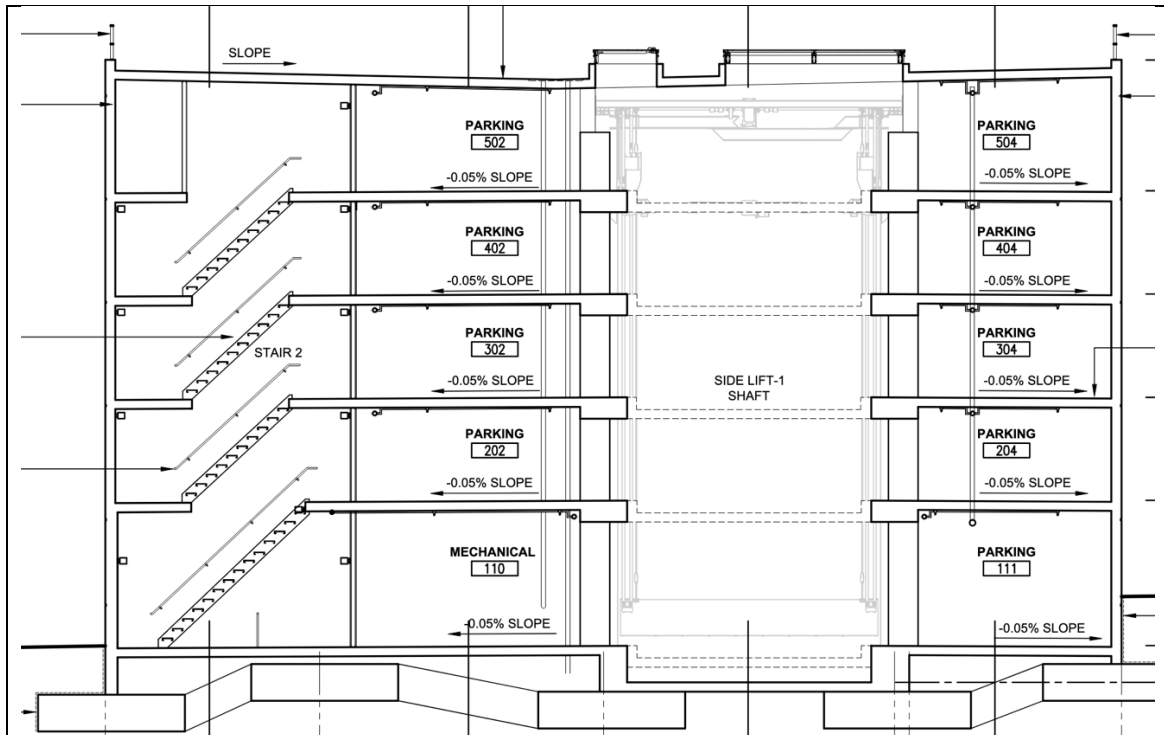 SLOPE
PARKING
502
-0.05% SLOPE
PARKING
504
-0.05% SLOPE
PARKING
402
-0.05% SLOPE
PARKING
404
-0.05% SLOPE
PARKING
302
-0.05% SLOPE
STAIR 2
SIDE LIFT-1
SHAFT
PARKING
304
-0.05% SLOPE
PARKING
202
-0.05% SLOPE
PARKING
204
-0.05% SLOPE
MECHANICAL
110
-0.05% SLOPE
PARKING
111
-0.05% SLOPE